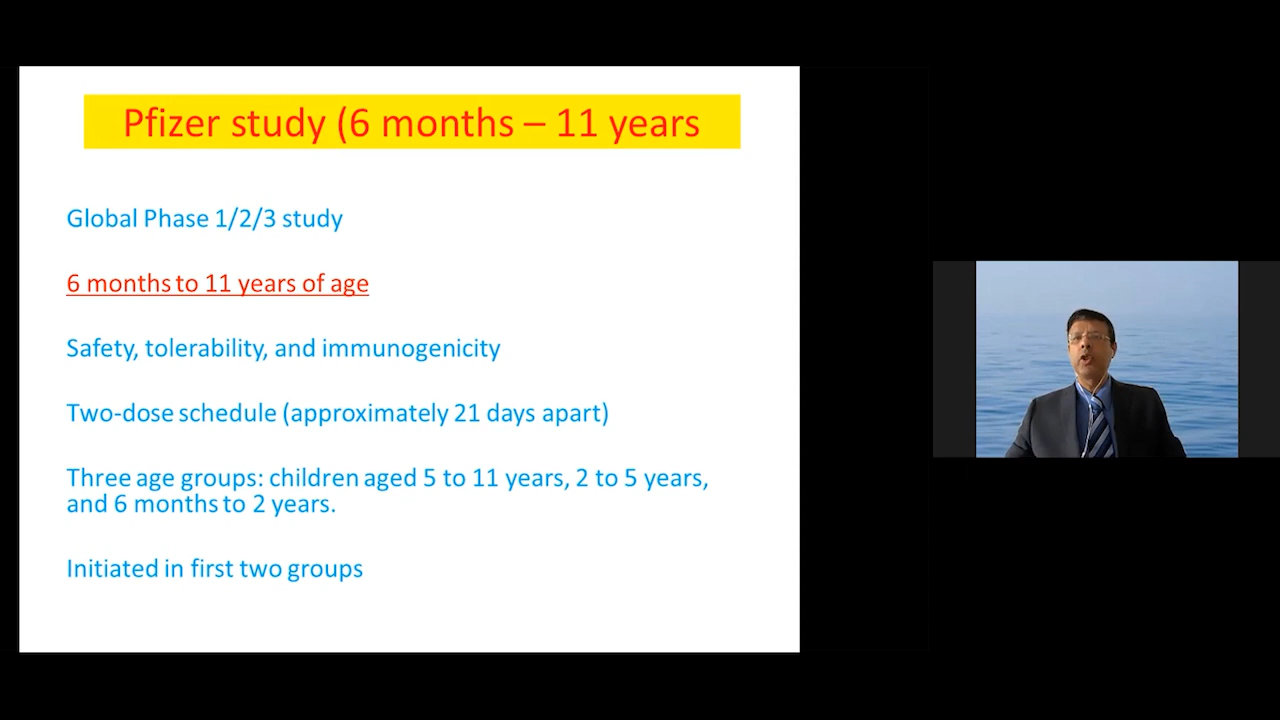 Pfizer study (6 months – 11 years
Global Phase 1/2/3 study
6 months to 11 years of age
Safety, tolerability, and immunogenicity
Two-dose schedule (approximately 21 days apart)
Three age groups: children aged 5 to 11 years, 2 to 5 years,
and 6 months to 2 years.
Initiated in first two groups